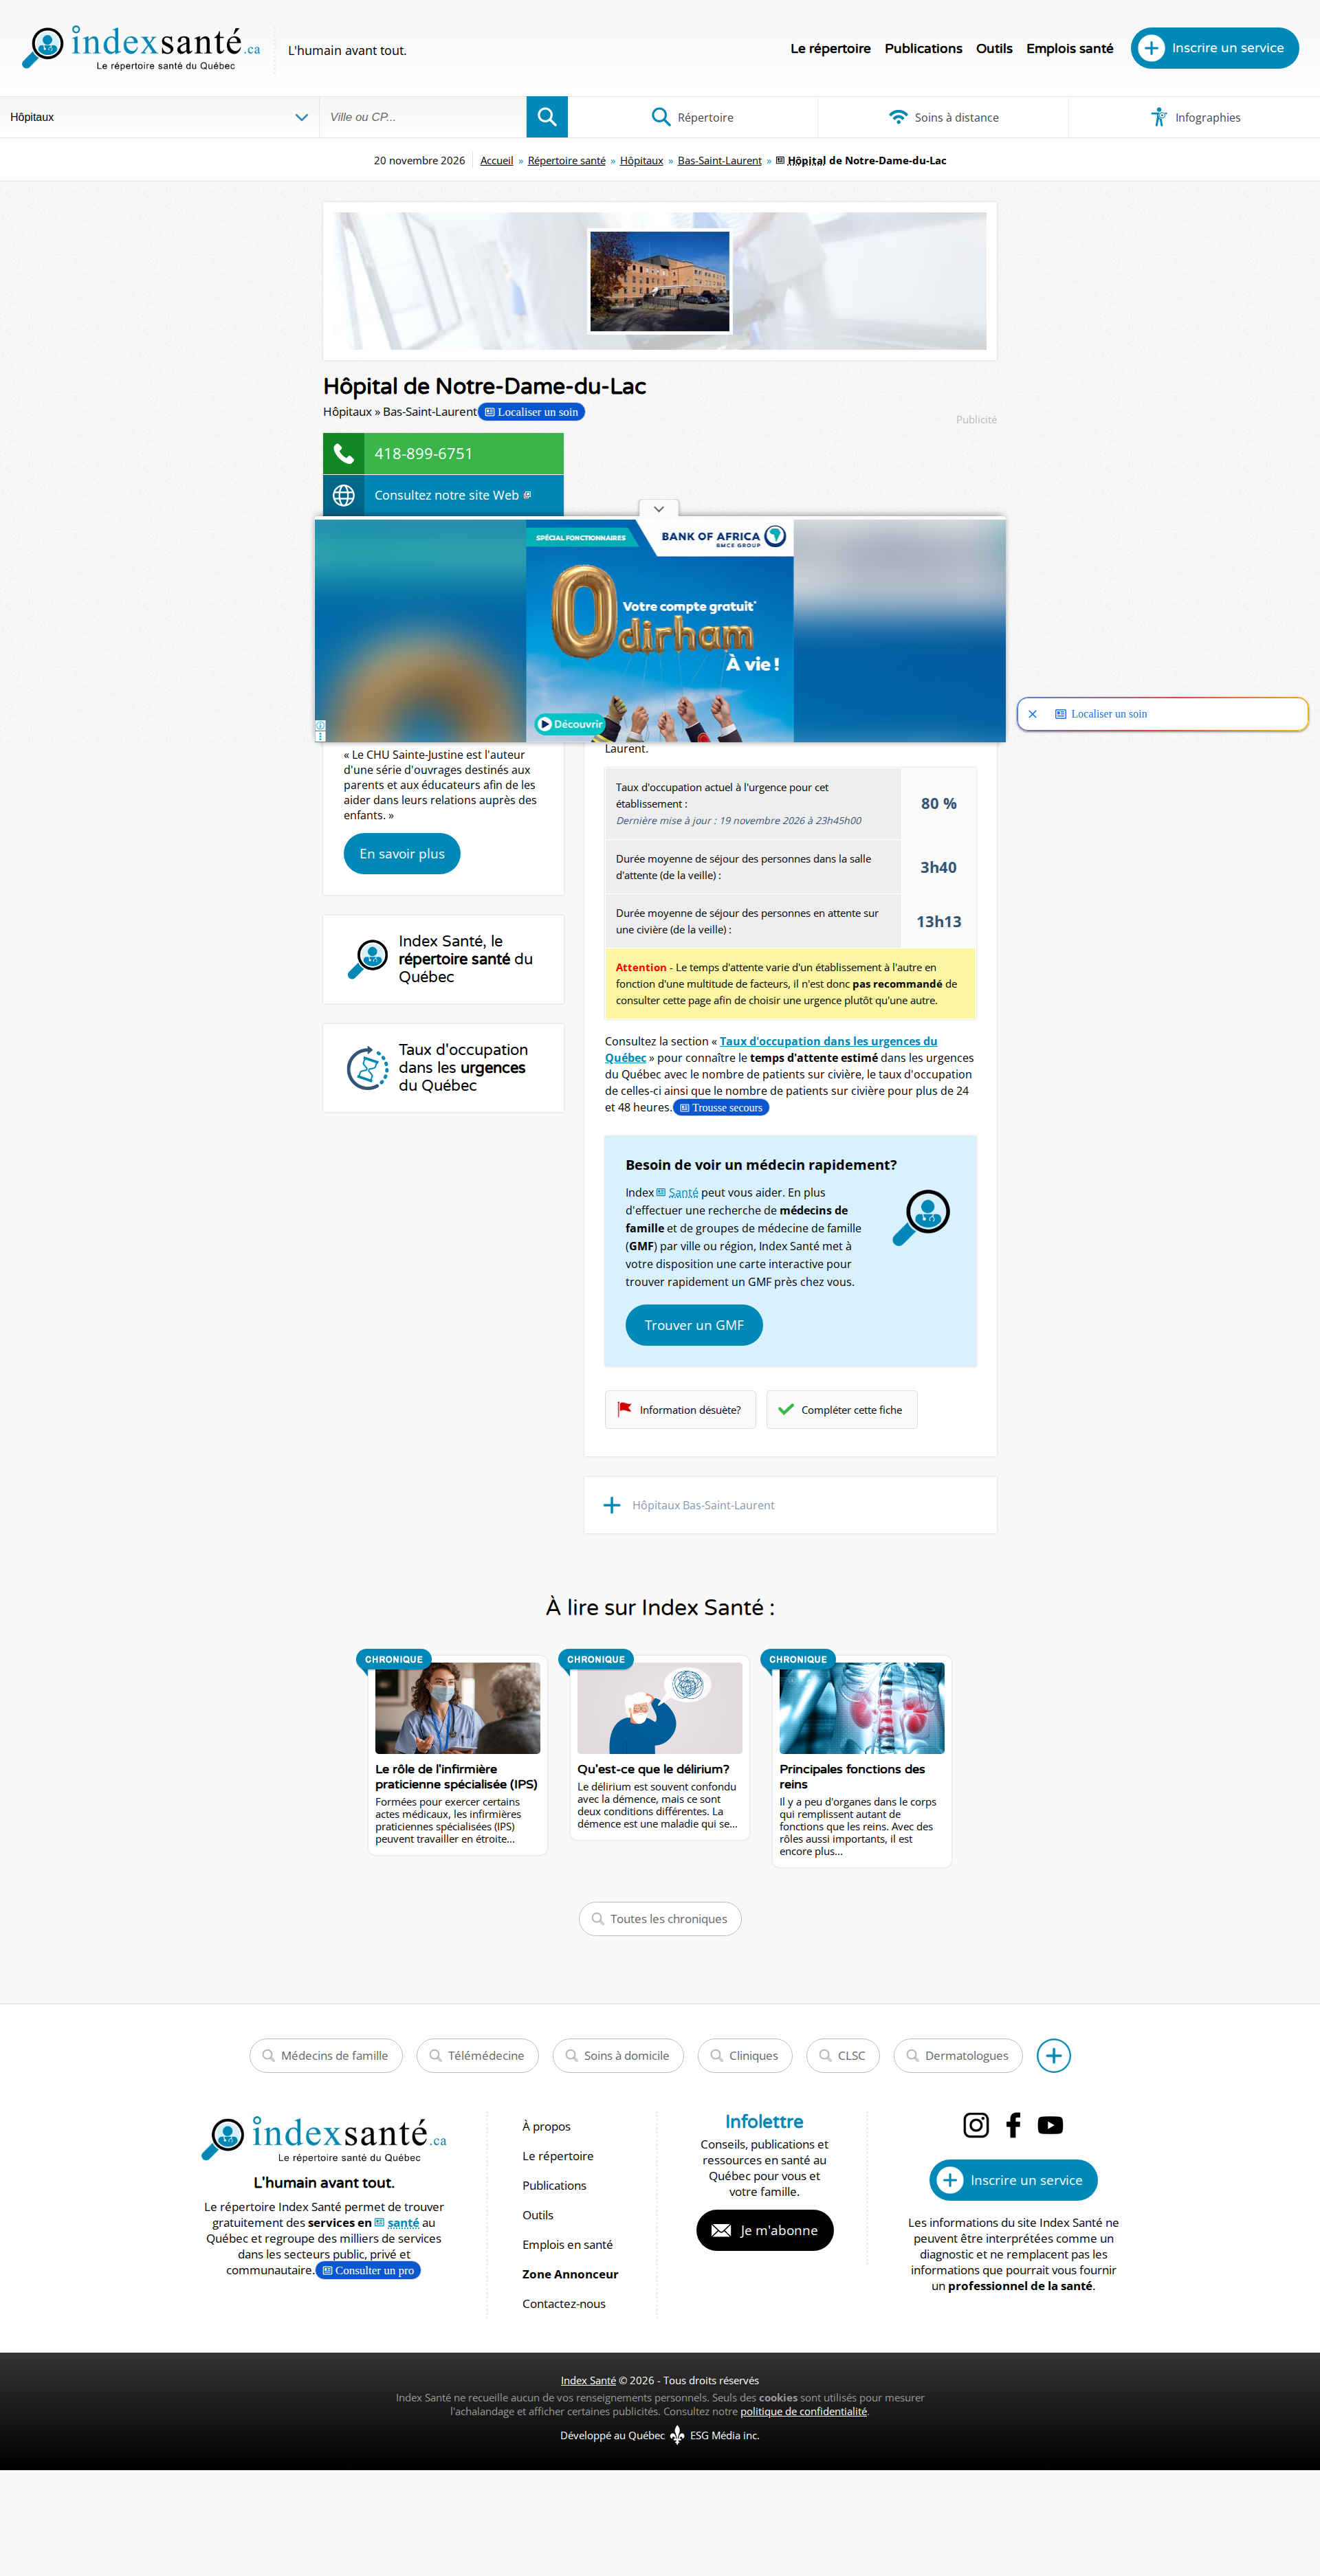 indexsanté.ca
Le répertoire santé du Québec
L'humain avant tout.
Le répertoire
Publications
Outils
Emplois santé
Inscrire un service
Hôpitaux
Ville ou CP...
Répertoire
Soins à distance
Infographies
20 novembre 2026
Accueil » Répertoire santé » Hôpitaux » Bas-Saint-Laurent » Hôpital de Notre-Dame-du-Lac
Hôpital de Notre-Dame-du-Lac
Hôpitaux » Bas-Saint-Laurent Localiser un soin
Publicité
418-899-6751
Consultez notre site Web
SPÉCIAL FONCTIONNAIRES
BANK OF AFRICA
BMCE GROUP
Votre compte gratuit*
0 dirham
À vie !
Découvrir
Localiser un soin
« Le CHU Sainte-Justine est l'auteur
d'une série d'ouvrages destinés aux
parents et aux éducateurs afin de les
aider dans leurs relations auprès des
enfants. »
En savoir plus
Index Santé, le
répertoire santé du
Québec
Taux d'occupation
dans les urgences
du Québec
Laurent.
Taux d'occupation actuel à l'urgence pour cet
établissement :
Dernière mise à jour : 19 novembre 2026 à 23h45h00
80 %
Durée moyenne de séjour des personnes dans la salle
d'attente (de la veille) :
3h40
Durée moyenne de séjour des personnes en attente sur
une civière (de la veille) :
13h13
Attention - Le temps d'attente varie d'un établissement à l'autre en
fonction d'une multitude de facteurs, il n'est donc pas recommandé de
consulter cette page afin de choisir une urgence plutôt qu'une autre.
Consultez la section « Taux d'occupation dans les urgences du
Québec » pour connaître le temps d'attente estimé dans les urgences
du Québec avec le nombre de patients sur civière, le taux d'occupation
de celles-ci ainsi que le nombre de patients sur civière pour plus de 24
et 48 heures. Trousse secours
Besoin de voir un médecin rapidement?
Index Santé peut vous aider. En plus
d'effectuer une recherche de médecins de
famille et de groupes de médecine de famille
(GMF) par ville ou région, Index Santé met à
votre disposition une carte interactive pour
trouver rapidement un GMF près chez vous.
Trouver un GMF
Information désuète?
Compléter cette fiche
Hôpitaux Bas-Saint-Laurent
À lire sur Index Santé :
CHRONIQUE
Le rôle de l'infirmière
praticienne spécialisée (IPS)
Formées pour exercer certains
actes médicaux, les infirmières
praticiennes spécialisées (IPS)
peuvent travailler en étroite...
CHRONIQUE
Qu'est-ce que le délirium?
Le délirium est souvent confondu
avec la démence, mais ce sont
deux conditions différentes. La
démence est une maladie qui se...
CHRONIQUE
Principales fonctions des
reins
Il y a peu d'organes dans le corps
qui remplissent autant de
fonctions que les reins. Avec des
rôles aussi importants, il est
encore plus...
Toutes les chroniques
Médecins de famille
Télémédecine
Soins à domicile
Cliniques
CLSC
Dermatologues
indexsanté.ca
Le répertoire santé du Québec
L'humain avant tout.
Le répertoire Index Santé permet de trouver
gratuitement des services en santé au
Québec et regroupe des milliers de services
dans les secteurs public, privé et
communautaire. Consulter un pro
À propos
Le répertoire
Publications
Outils
Emplois en santé
Zone Annonceur
Contactez-nous
Infolettre
Conseils, publications et
ressources en santé au
Québec pour vous et
votre famille.
Je m'abonne
Inscrire un service
Les informations du site Index Santé ne
peuvent être interprétées comme un
diagnostic et ne remplacent pas les
informations que pourrait vous fournir
un professionnel de la santé.
Index Santé © 2026 - Tous droits réservés
Index Santé ne recueille aucun de vos renseignements personnels. Seuls des cookies sont utilisés pour mesurer
l'achalandage et afficher certaines publicités. Consultez notre politique de confidentialité.
Développé au Québec ESG Média inc.